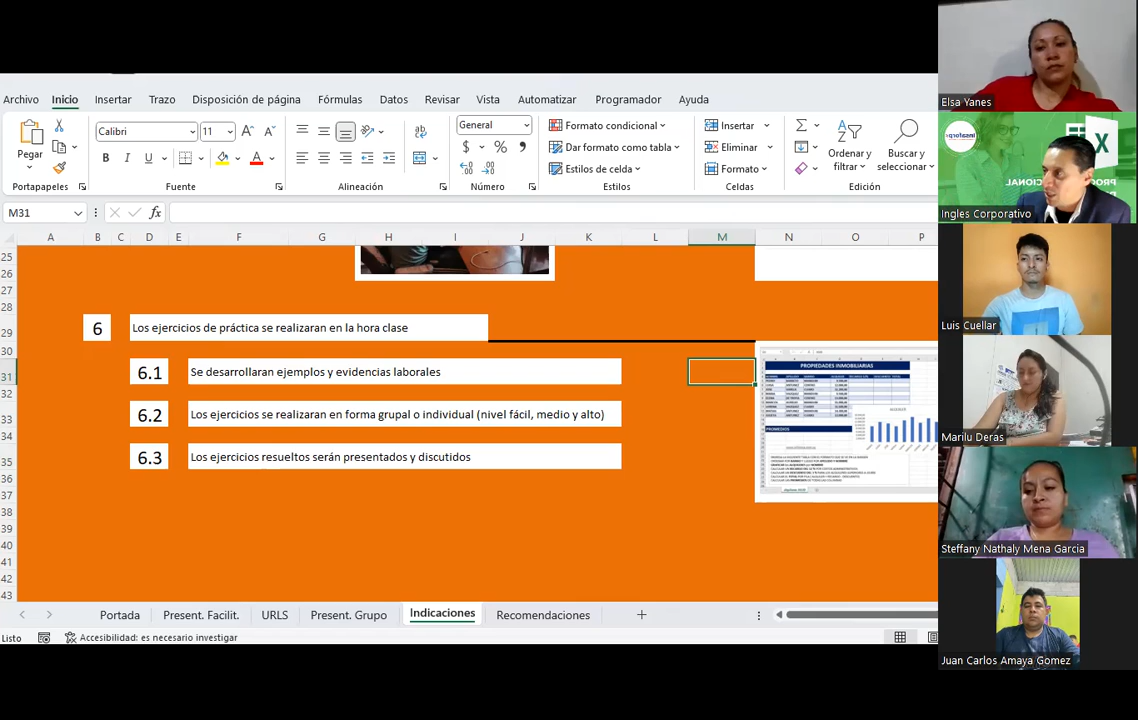 Archivo Inicio Insertar Trazo Disposición de página Fórmulas Datos Revisar Vista Automatizar Programador Ayuda
Pegar
Calibri 11
General
Formato condicional
Dar formato como tabla
Estilos de celda
Insertar
Eliminar
Formato
Ordenar y filtrar
Buscar y seleccionar
Portapapeles Fuente Alineación Número Estilos Celdas Edición
M31
A B C D E F G H I J K L M N O P
25
26
27
28
29
30
31
32
33
34
35
36
37
38
39
40
41
42
43
6 Los ejercicios de práctica se realizaran en la hora clase
6.1 Se desarrollaran ejemplos y evidencias laborales
6.2 Los ejercicios se realizaran en forma grupal o individual (nivel fácil, medio y alto)
6.3 Los ejercicios resueltos serán presentados y discutidos
PROPIEDADES INMOBILIARIAS
PROMEDIOS
Portada Present. Facilit. URLS Present. Grupo Indicaciones Recomendaciones
Listo Accesibilidad: es necesario investigar
Elsa Yanes
Ingles Corporativo
Luis Cuellar
Marilu Deras
Steffany Nathaly Mena Garcia
Juan Carlos Amaya Gomez